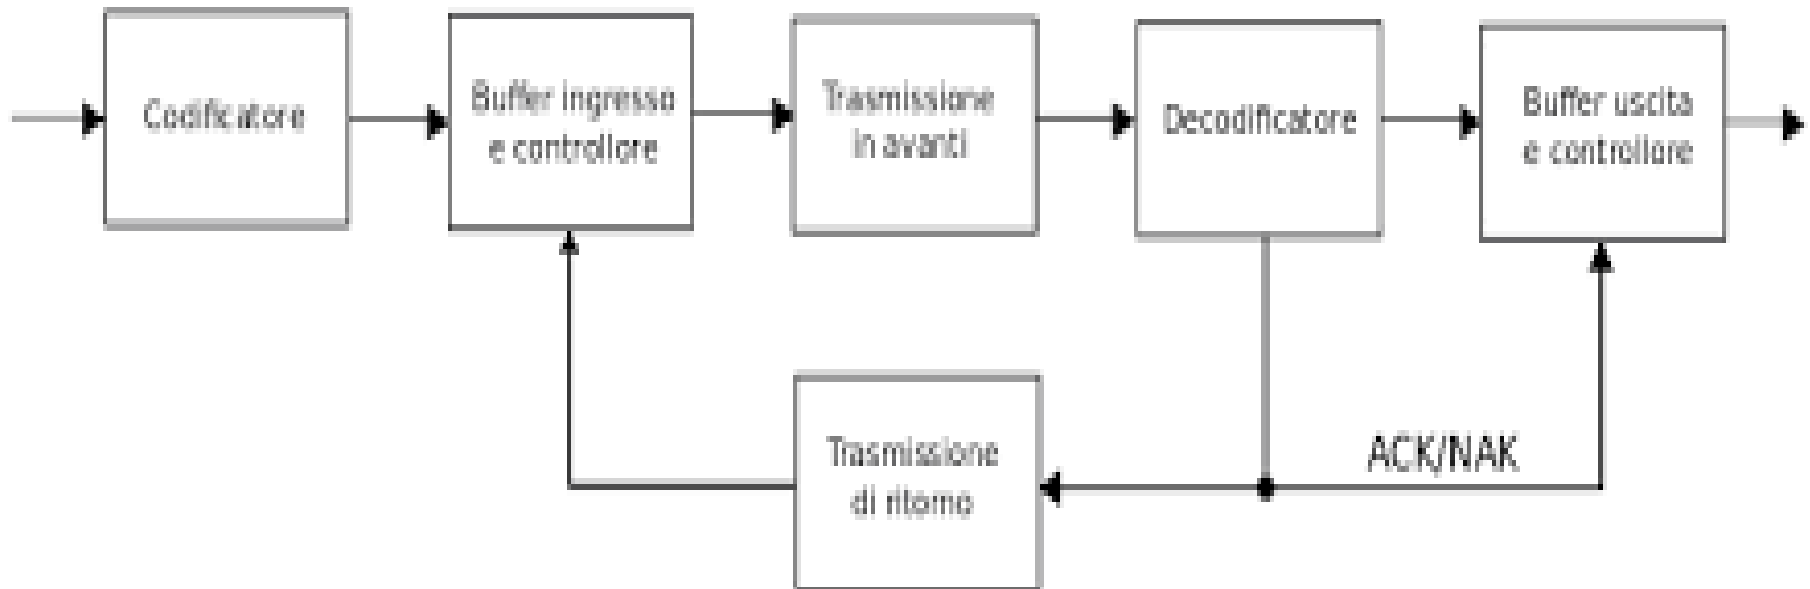 Codificatore
Buffer ingresso
e controllore
Trasmissione
in avanti
Decodificatore
Buffer uscita
e controllore
Trasmissione
di ritorno
ACK/NAK